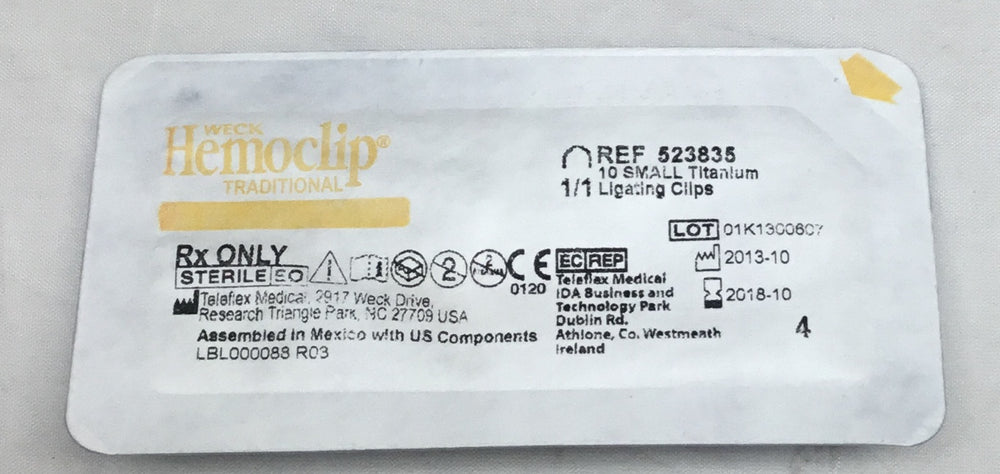 WECK
Hemoclip®
TRADITIONAL
REF 523835
10 SMALL Titanium
1/1 Ligating Clips
LOT 01K1300607
2013-10
2018-10
4
Rx ONLY
STERILE EO
2
CE
0120
EC REP
Teleflex Medical, 2917 Weck Drive,
Research Triangle Park, NC 27709 USA
Assembled in Mexico with US Components
LBL000088 R03
Teleflex Medical
IDA Business and
Technology Park
Dublin Rd.
Athlone, Co. Westmeath
Ireland